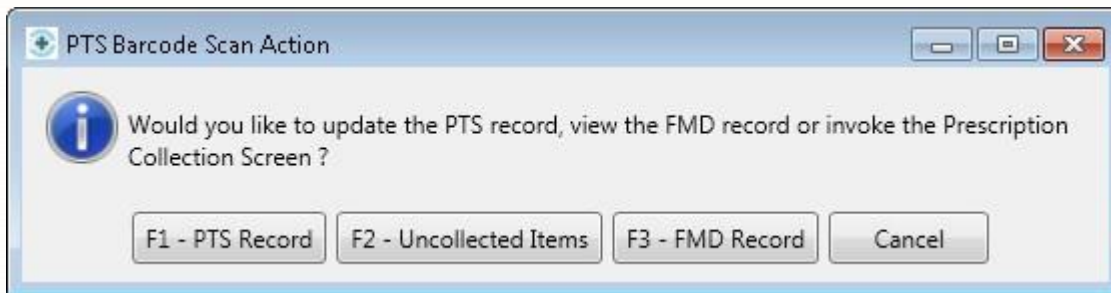 PTS Barcode Scan Action
Would you like to update the PTS record, view the FMD record or invoke the Prescription
Collection Screen ?
F1 - PTS Record F2 - Uncollected Items F3 - FMD Record Cancel